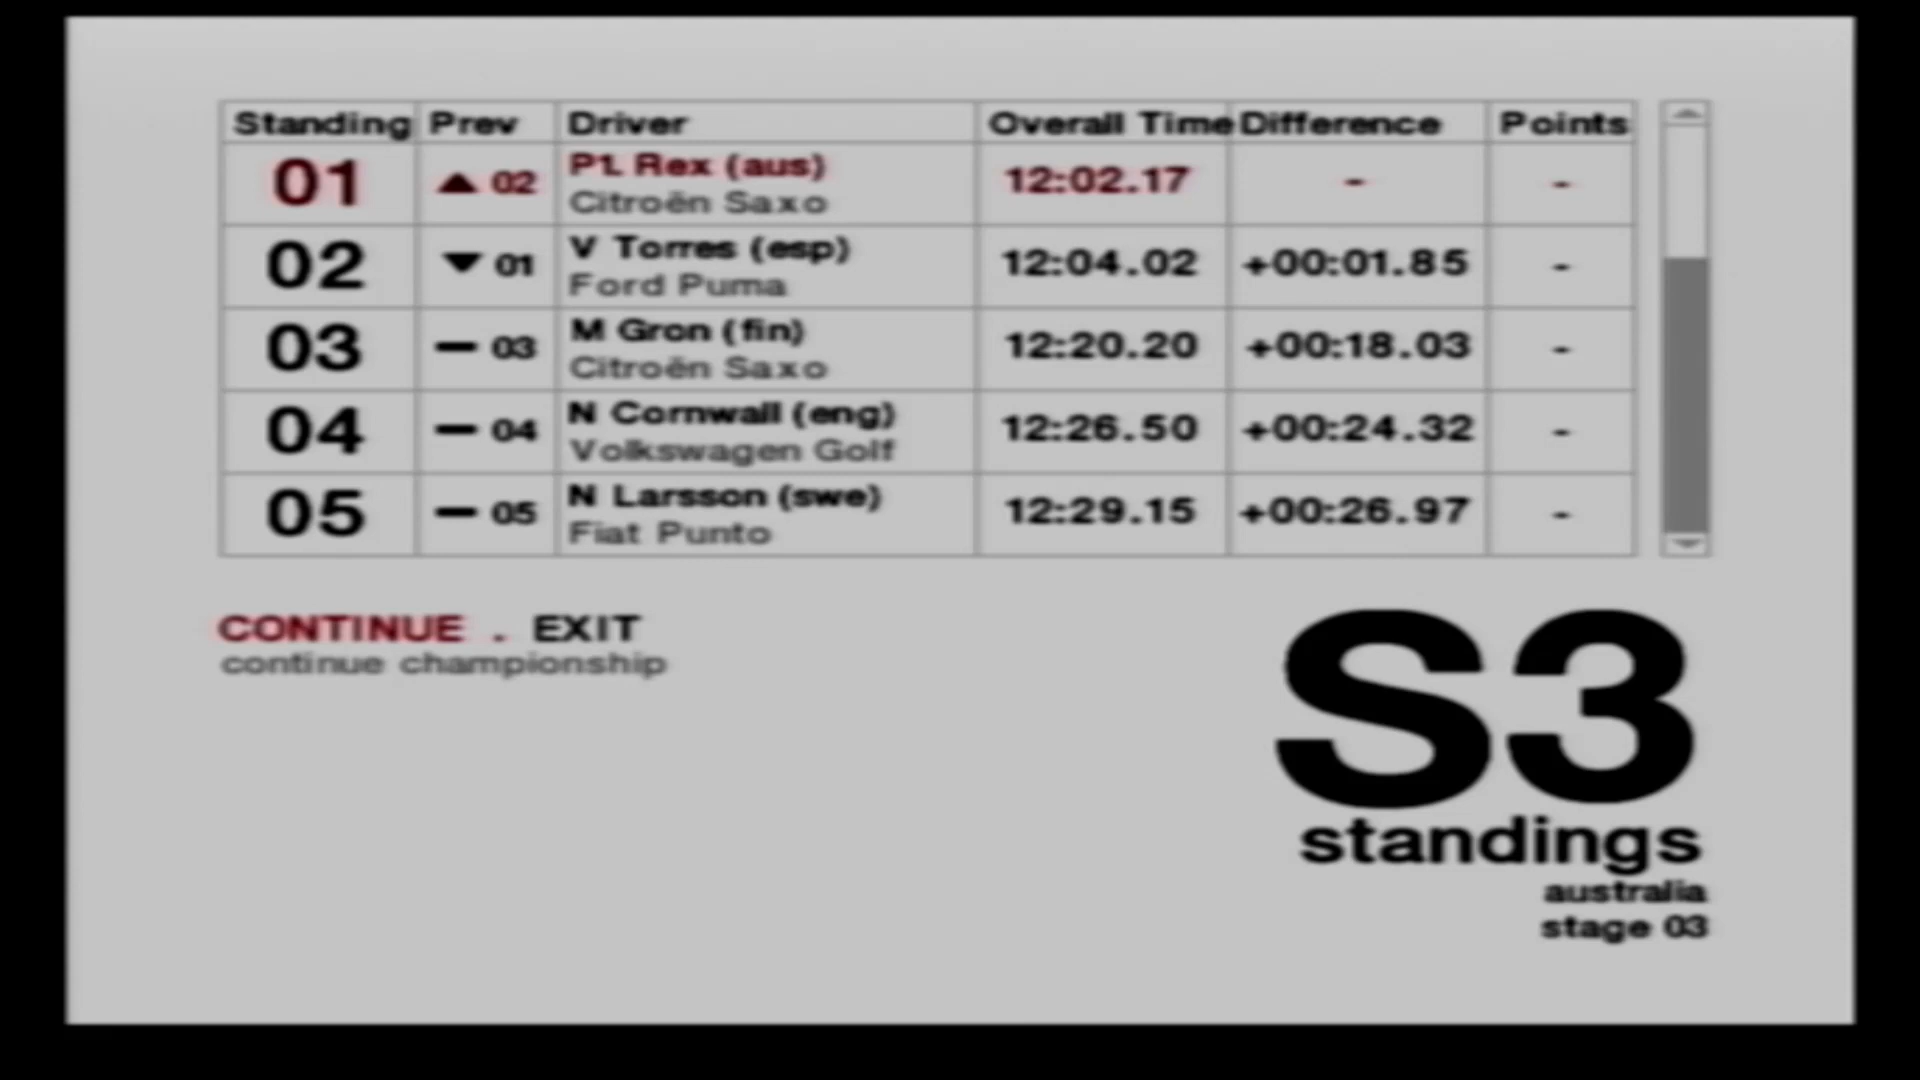 Standing Prev Driver Overall Time Difference Points
01 ▲ 02 P1. Rex (aus) 12:02.17 - -
Citroën Saxo
02 ▼ 01 V Torres (esp) 12:04.02 +00:01.85 -
Ford Puma
03 — 03 M Gron (fin) 12:20.20 +00:18.03 -
Citroën Saxo
04 — 04 N Cornwall (eng) 12:26.50 +00:24.32 -
Volkswagen Golf
05 — 05 N Larsson (swe) 12:29.15 +00:26.97 -
Fiat Punto
CONTINUE . EXIT
continue championship
S3
standings
australia
stage 03